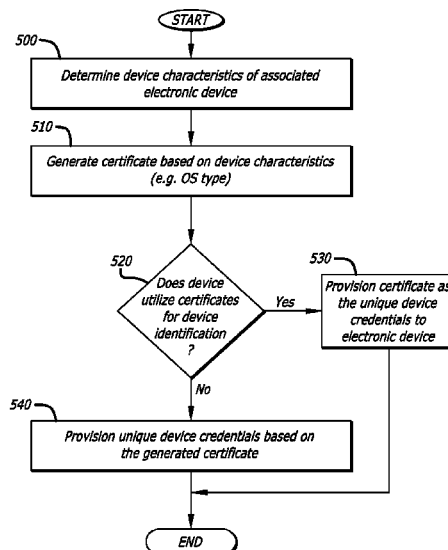 START
500
Determine device characteristics of associated
electronic device
510
Generate certificate based on device characteristics
(e.g. OS type)
520
Does device
utilize certificates
for device
identification
?
Yes
530
Provision certificate as
the unique device
credentials to
electronic device
No
540
Provision unique device credentials based on
the generated certificate
END